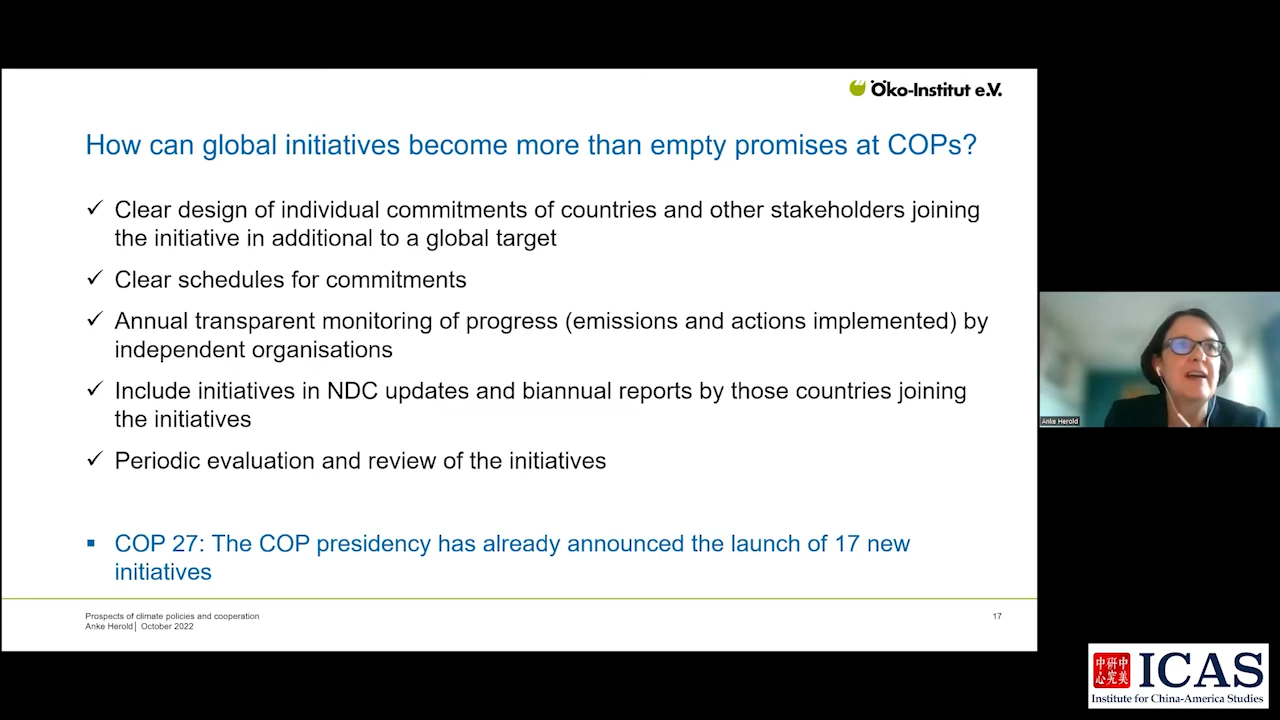 Öko-Institut e.V.
How can global initiatives become more than empty promises at COPs?
✓ Clear design of individual commitments of countries and other stakeholders joining
the initiative in additional to a global target
✓ Clear schedules for commitments
✓ Annual transparent monitoring of progress (emissions and actions implemented) by
independent organisations
✓ Include initiatives in NDC updates and biannual reports by those countries joining
the initiatives
✓ Periodic evaluation and review of the initiatives
▪ COP 27: The COP presidency has already announced the launch of 17 new
initiatives
Prospects of climate policies and cooperation
Anke Herold│ October 2022
17
Anke Herold
中研中
心究美
ICAS
Institute for China-America Studies